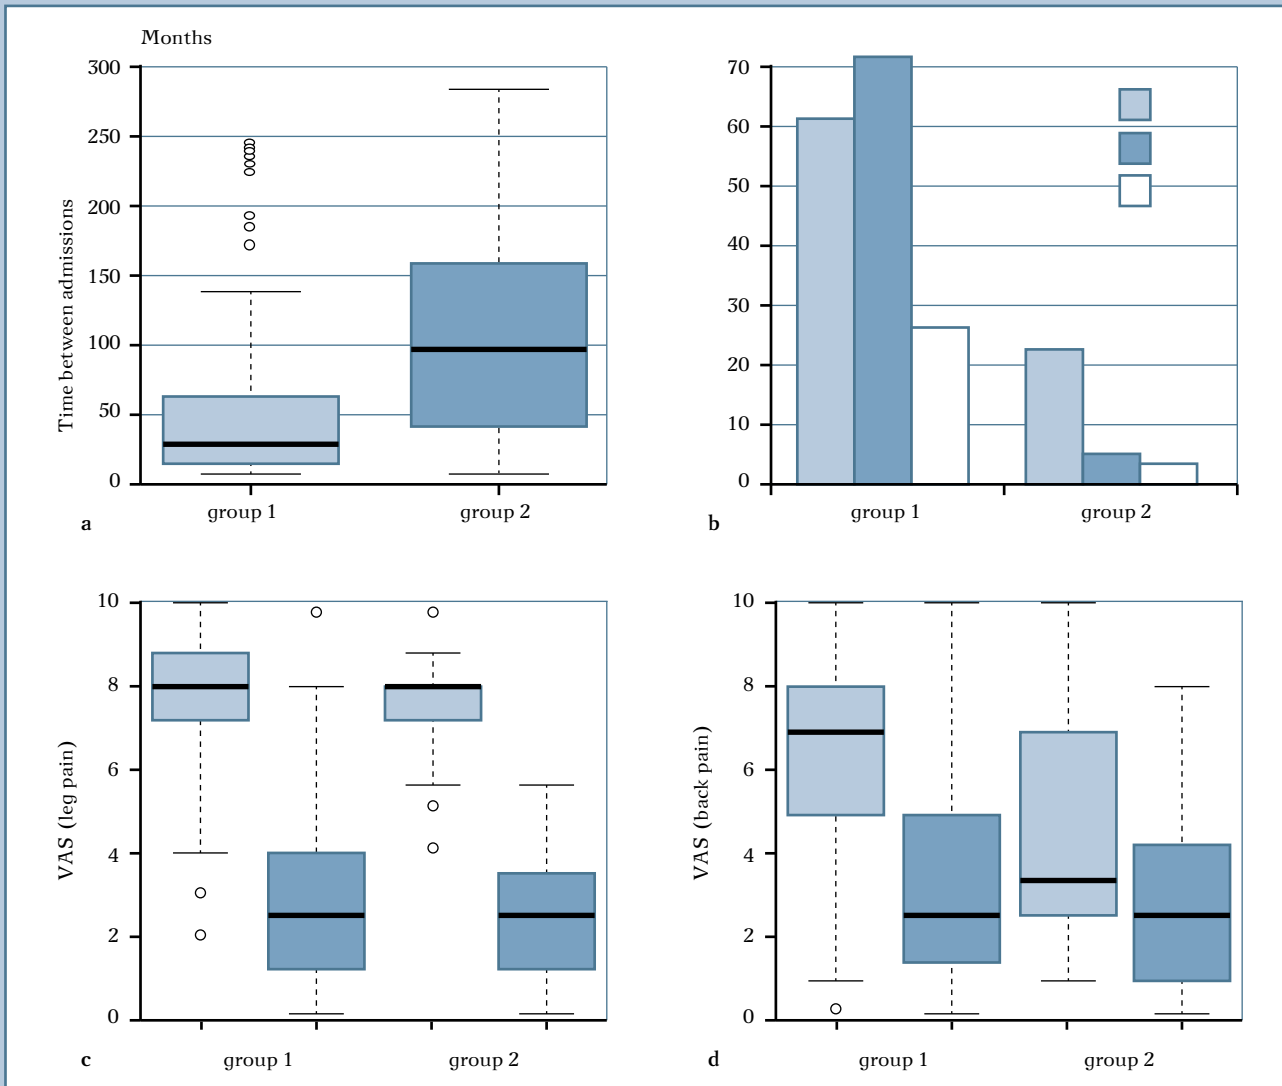 Months
300
250
200
150
100
50
0
Time between admissions
group 1
group 2
a
70
60
50
40
30
20
10
0
group 1
group 2
b
10
8
6
4
2
0
VAS (leg pain)
group 1
group 2
c
10
8
6
4
2
0
VAS (back pain)
group 1
group 2
d